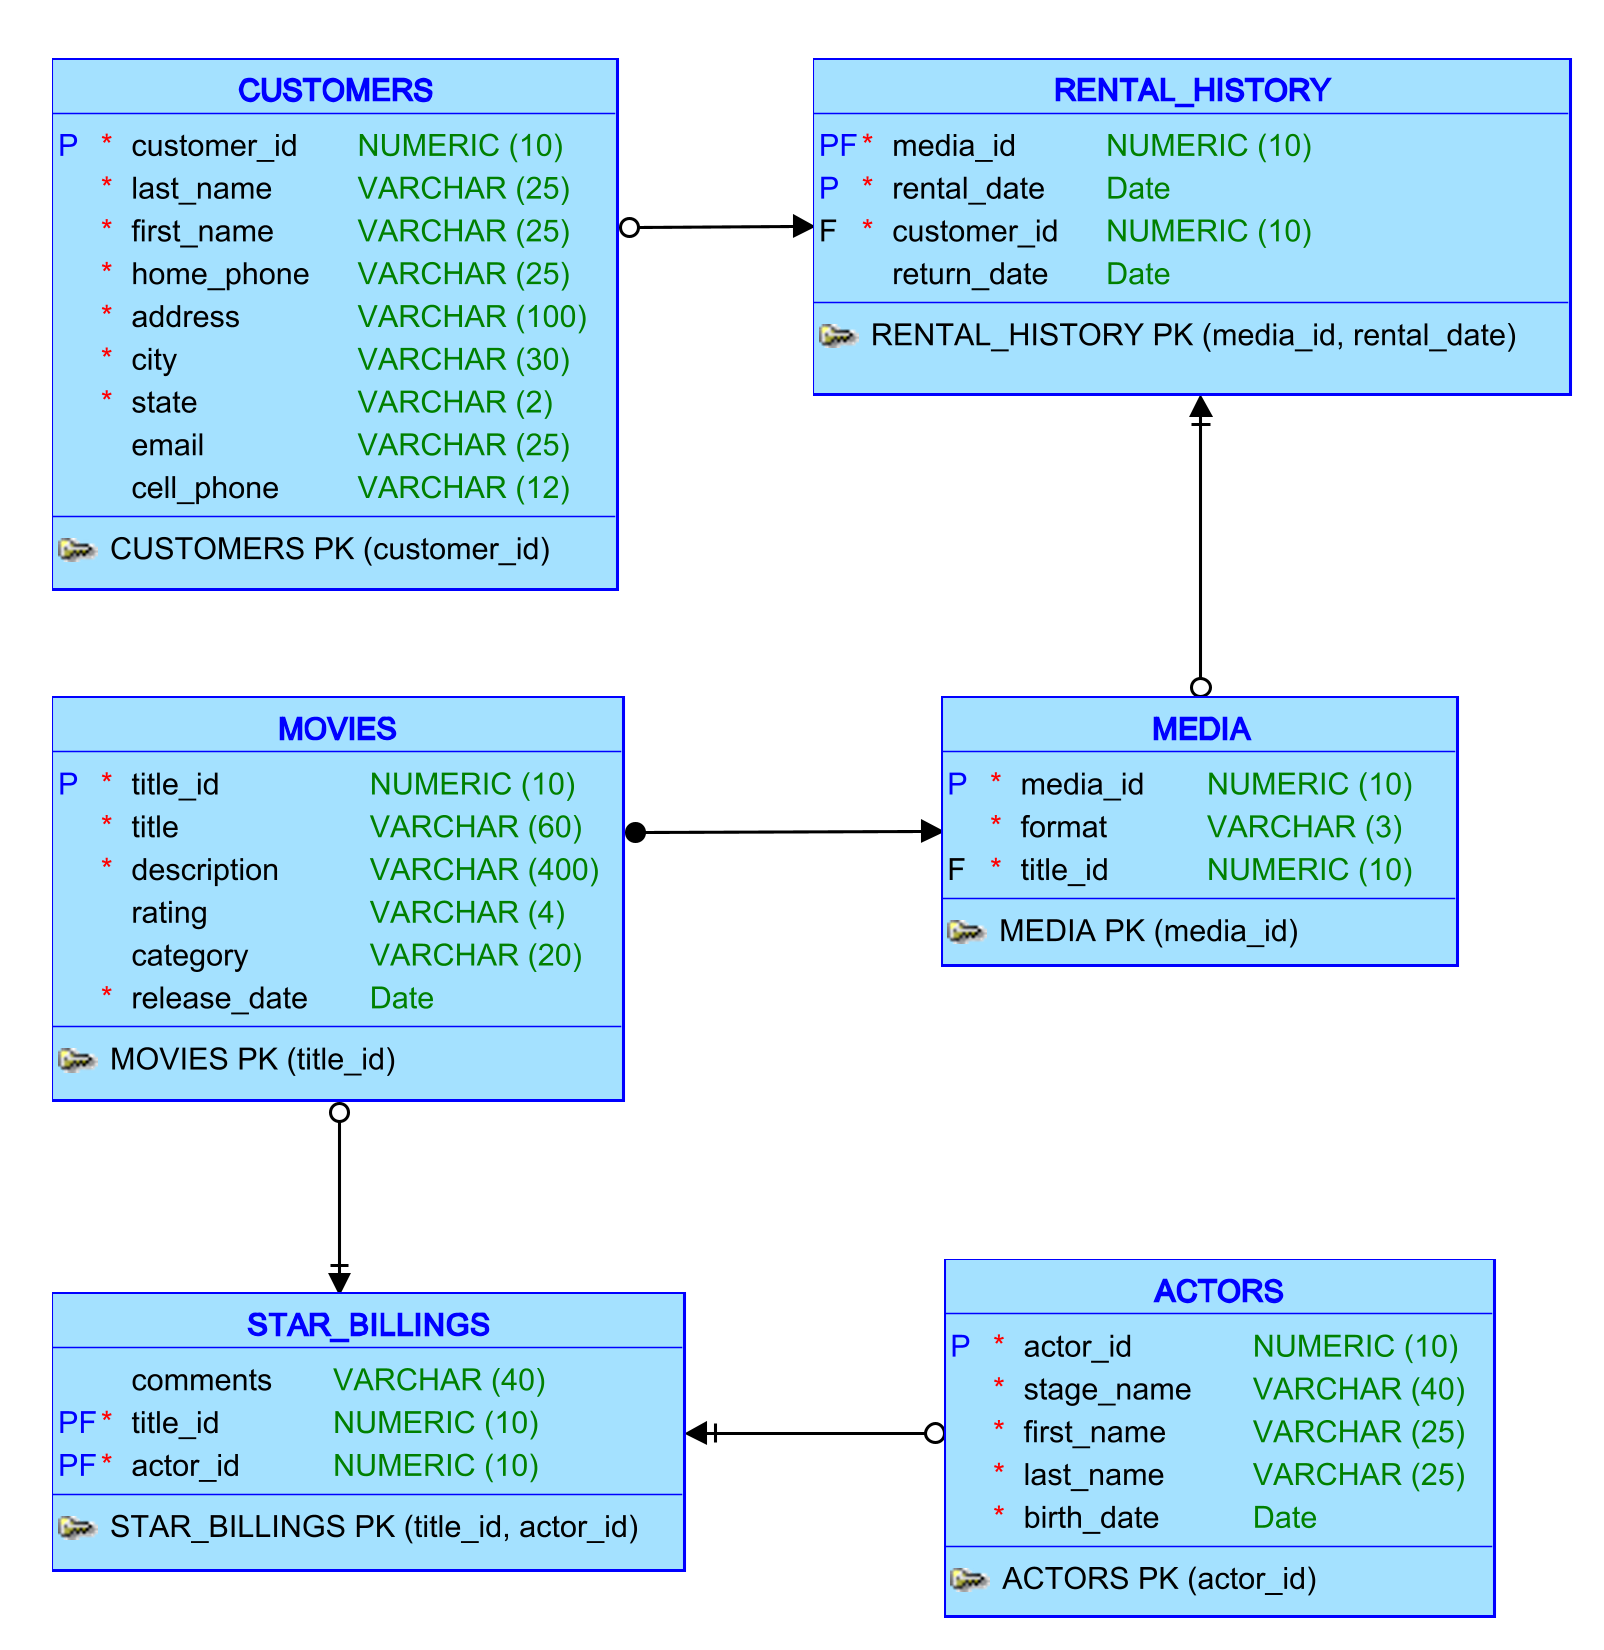 CUSTOMERS
P * customer_id NUMERIC (10)
* last_name VARCHAR (25)
* first_name VARCHAR (25)
* home_phone VARCHAR (25)
* address VARCHAR (100)
* city VARCHAR (30)
* state VARCHAR (2)
email VARCHAR (25)
cell_phone VARCHAR (12)
CUSTOMERS PK (customer_id)
RENTAL_HISTORY
PF * media_id NUMERIC (10)
P * rental_date Date
F * customer_id NUMERIC (10)
return_date Date
RENTAL_HISTORY PK (media_id, rental_date)
MOVIES
P * title_id NUMERIC (10)
* title VARCHAR (60)
* description VARCHAR (400)
rating VARCHAR (4)
category VARCHAR (20)
* release_date Date
MOVIES PK (title_id)
MEDIA
P * media_id NUMERIC (10)
* format VARCHAR (3)
F * title_id NUMERIC (10)
MEDIA PK (media_id)
STAR_BILLINGS
comments VARCHAR (40)
PF * title_id NUMERIC (10)
PF * actor_id NUMERIC (10)
STAR_BILLINGS PK (title_id, actor_id)
ACTORS
P * actor_id NUMERIC (10)
* stage_name VARCHAR (40)
* first_name VARCHAR (25)
* last_name VARCHAR (25)
* birth_date Date
ACTORS PK (actor_id)